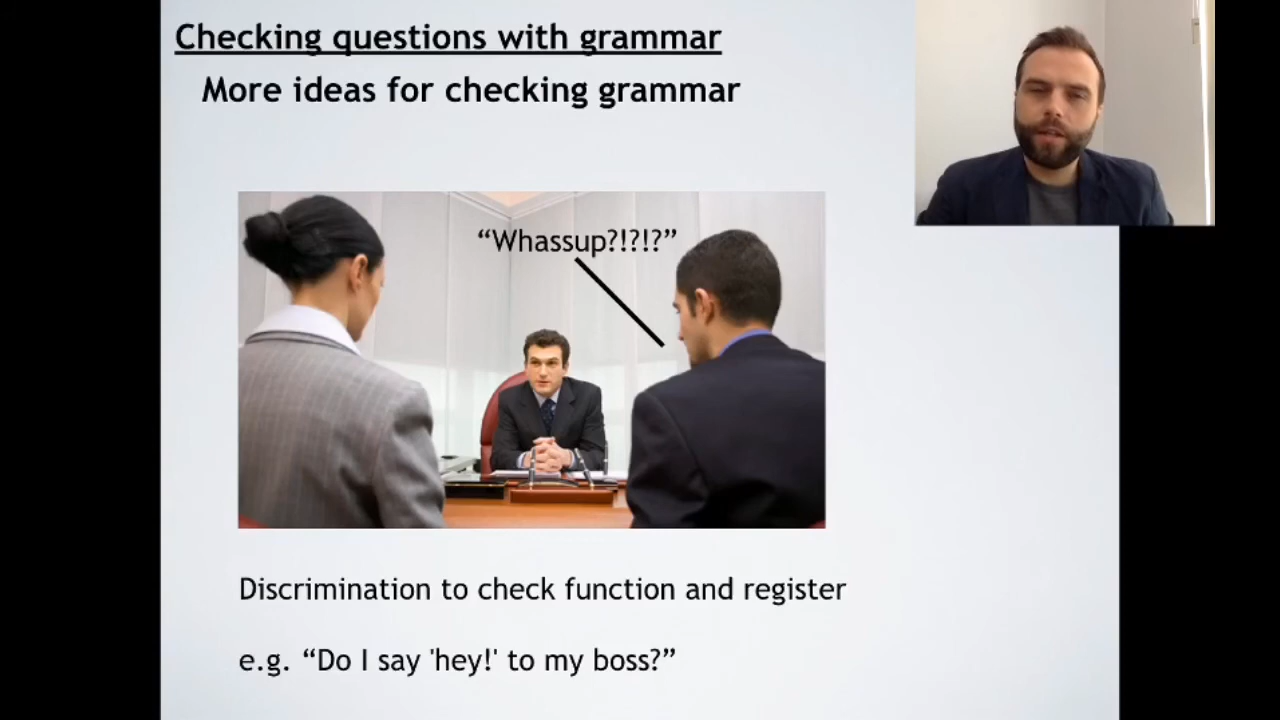 Checking questions with grammar
More ideas for checking grammar
“Whassup?!?!?”
Discrimination to check function and register
e.g. “Do I say 'hey!' to my boss?”